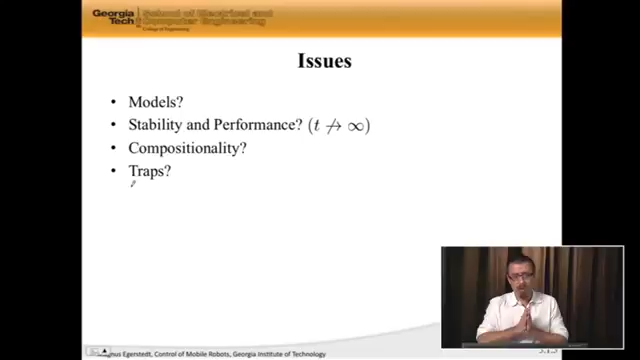 Georgia Tech
School of Electrical and
Computer Engineering
College of Engineering
Issues
• Models?
• Stability and Performance? (t ↛ ∞)
• Compositionality?
• Traps?
Magnus Egerstedt, Control of Mobile Robots, Georgia Institute of Technology